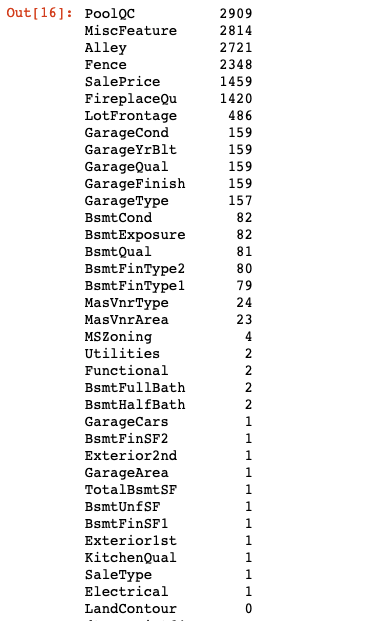 Out[16]: PoolQC 2909
MiscFeature 2814
Alley 2721
Fence 2348
SalePrice 1459
FireplaceQu 1420
LotFrontage 486
GarageCond 159
GarageYrBlt 159
GarageQual 159
GarageFinish 159
GarageType 157
BsmtCond 82
BsmtExposure 82
BsmtQual 81
BsmtFinType2 80
BsmtFinType1 79
MasVnrType 24
MasVnrArea 23
MSZoning 4
Utilities 2
Functional 2
BsmtFullBath 2
BsmtHalfBath 2
GarageCars 1
BsmtFinSF2 1
Exterior2nd 1
GarageArea 1
TotalBsmtSF 1
BsmtUnfSF 1
BsmtFinSF1 1
Exterior1st 1
KitchenQual 1
SaleType 1
Electrical 1
LandContour 0